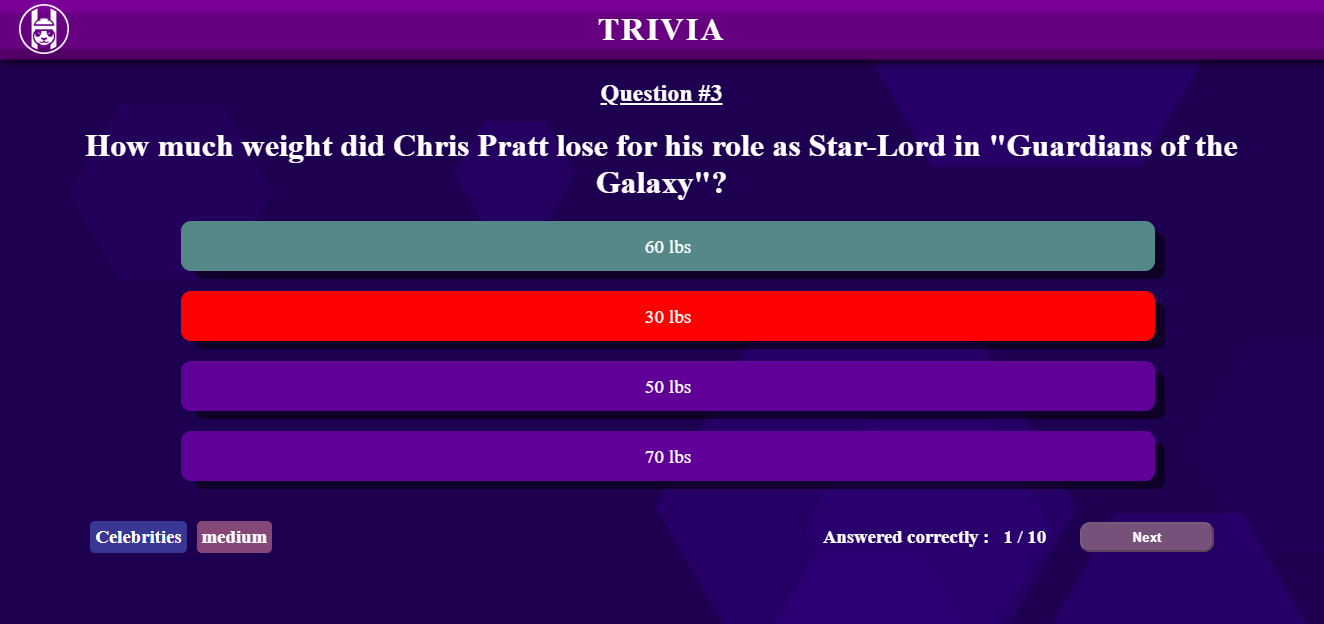 TRIVIA
Question #3
How much weight did Chris Pratt lose for his role as Star-Lord in "Guardians of the
Galaxy"?
60 lbs
30 lbs
50 lbs
70 lbs
Celebrities medium Answered correctly : 1 / 10 Next